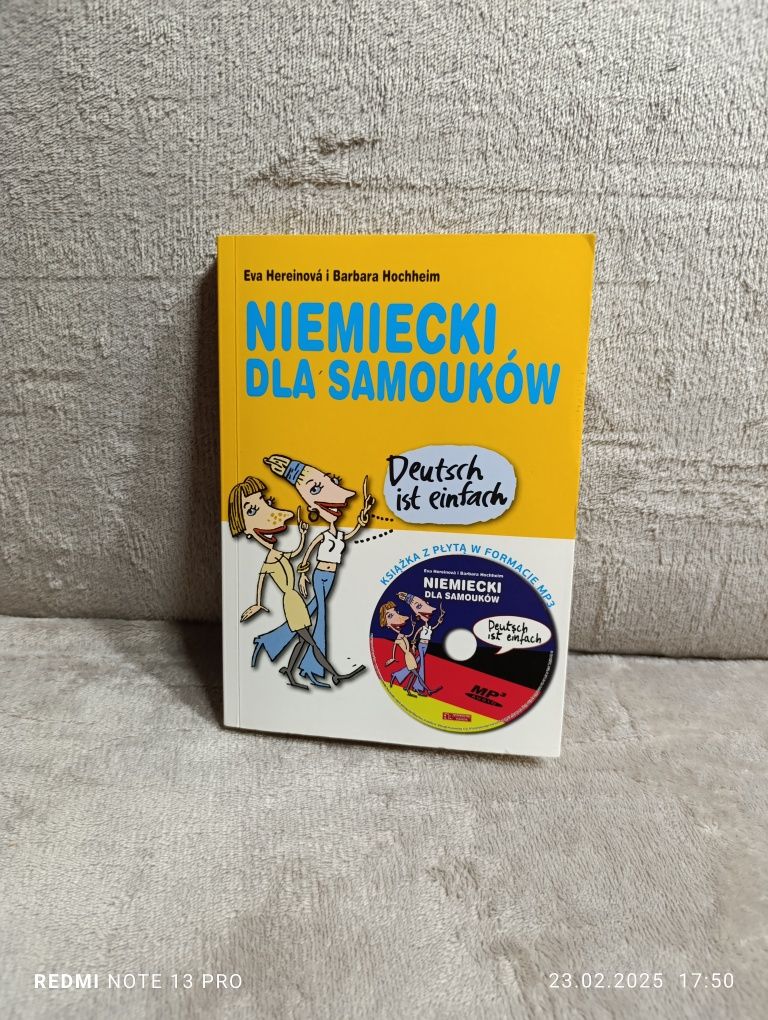 Eva Hereinová i Barbara Hochheim
NIEMIECKI
DLA SAMOUKÓW
Deutsch
ist einfach
KSIĄŻKA Z PŁYTĄ W FORMACIE MP3
Eva Hereinová i Barbara Hochheim
NIEMIECKI
DLA SAMOUKÓW
Deutsch
ist einfach
MP3
AUDIO
REDMI NOTE 13 PRO
23.02.2025 17:50